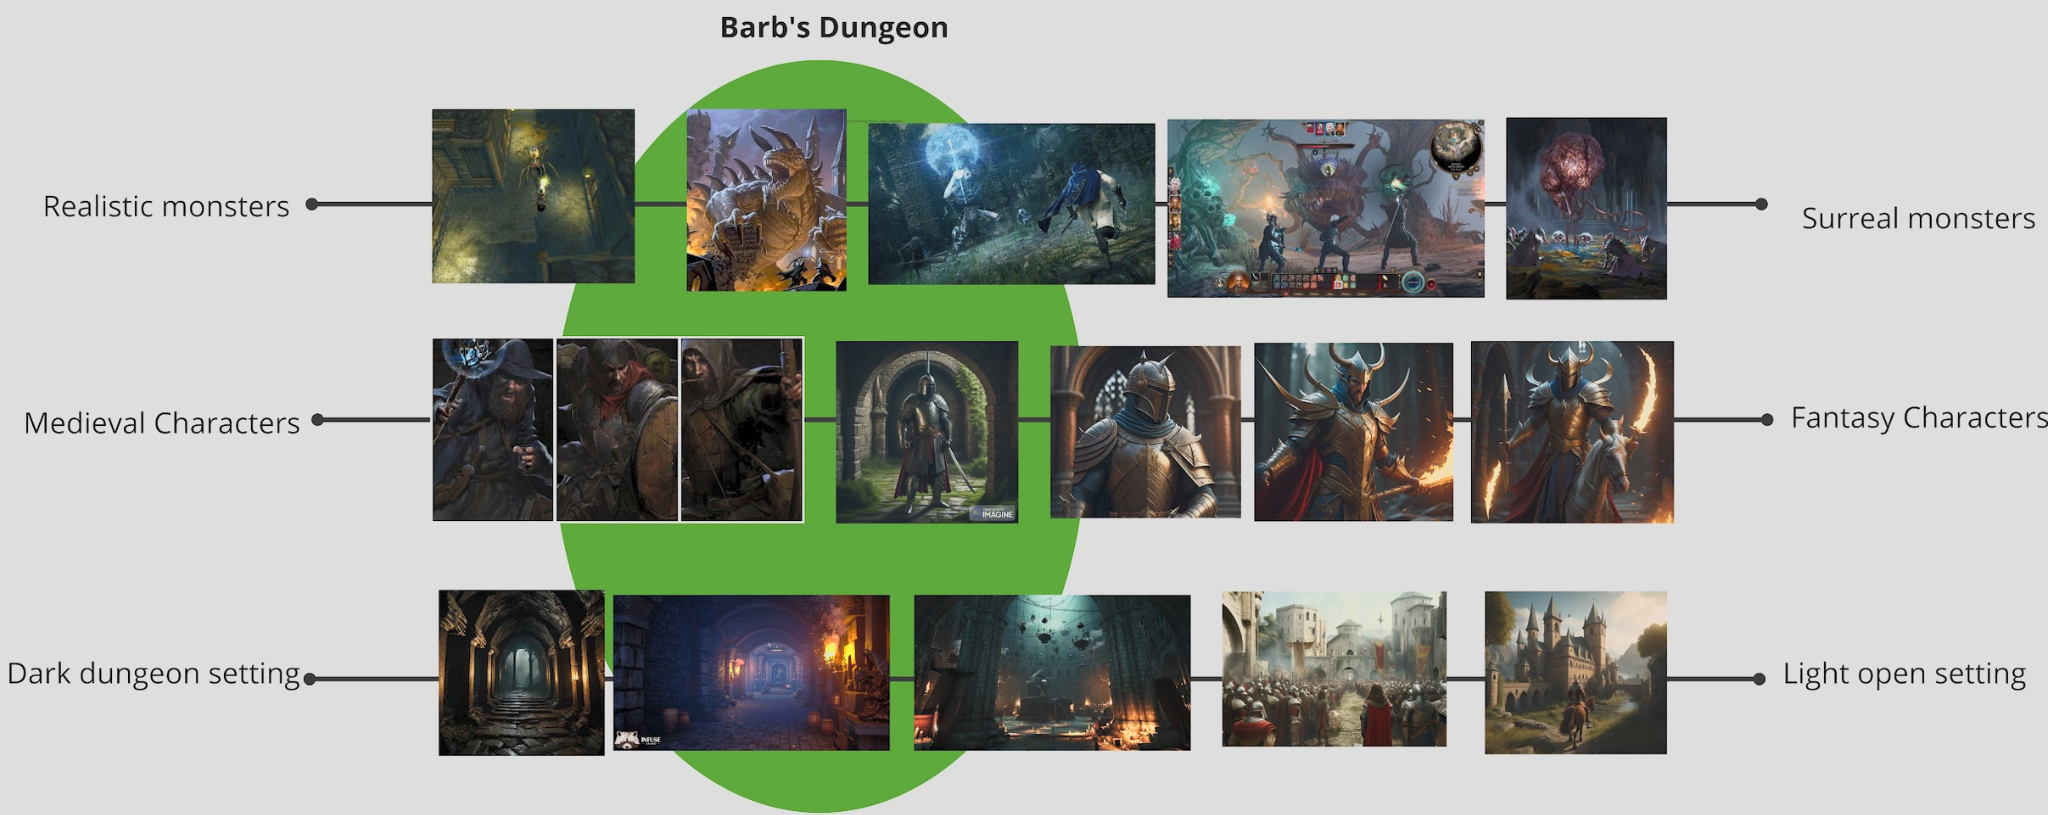 Barb's Dungeon
Realistic monsters
Surreal monsters
Medieval Characters
Fantasy Characters
IMAGINE
Dark dungeon setting
Light open setting
INFUSE